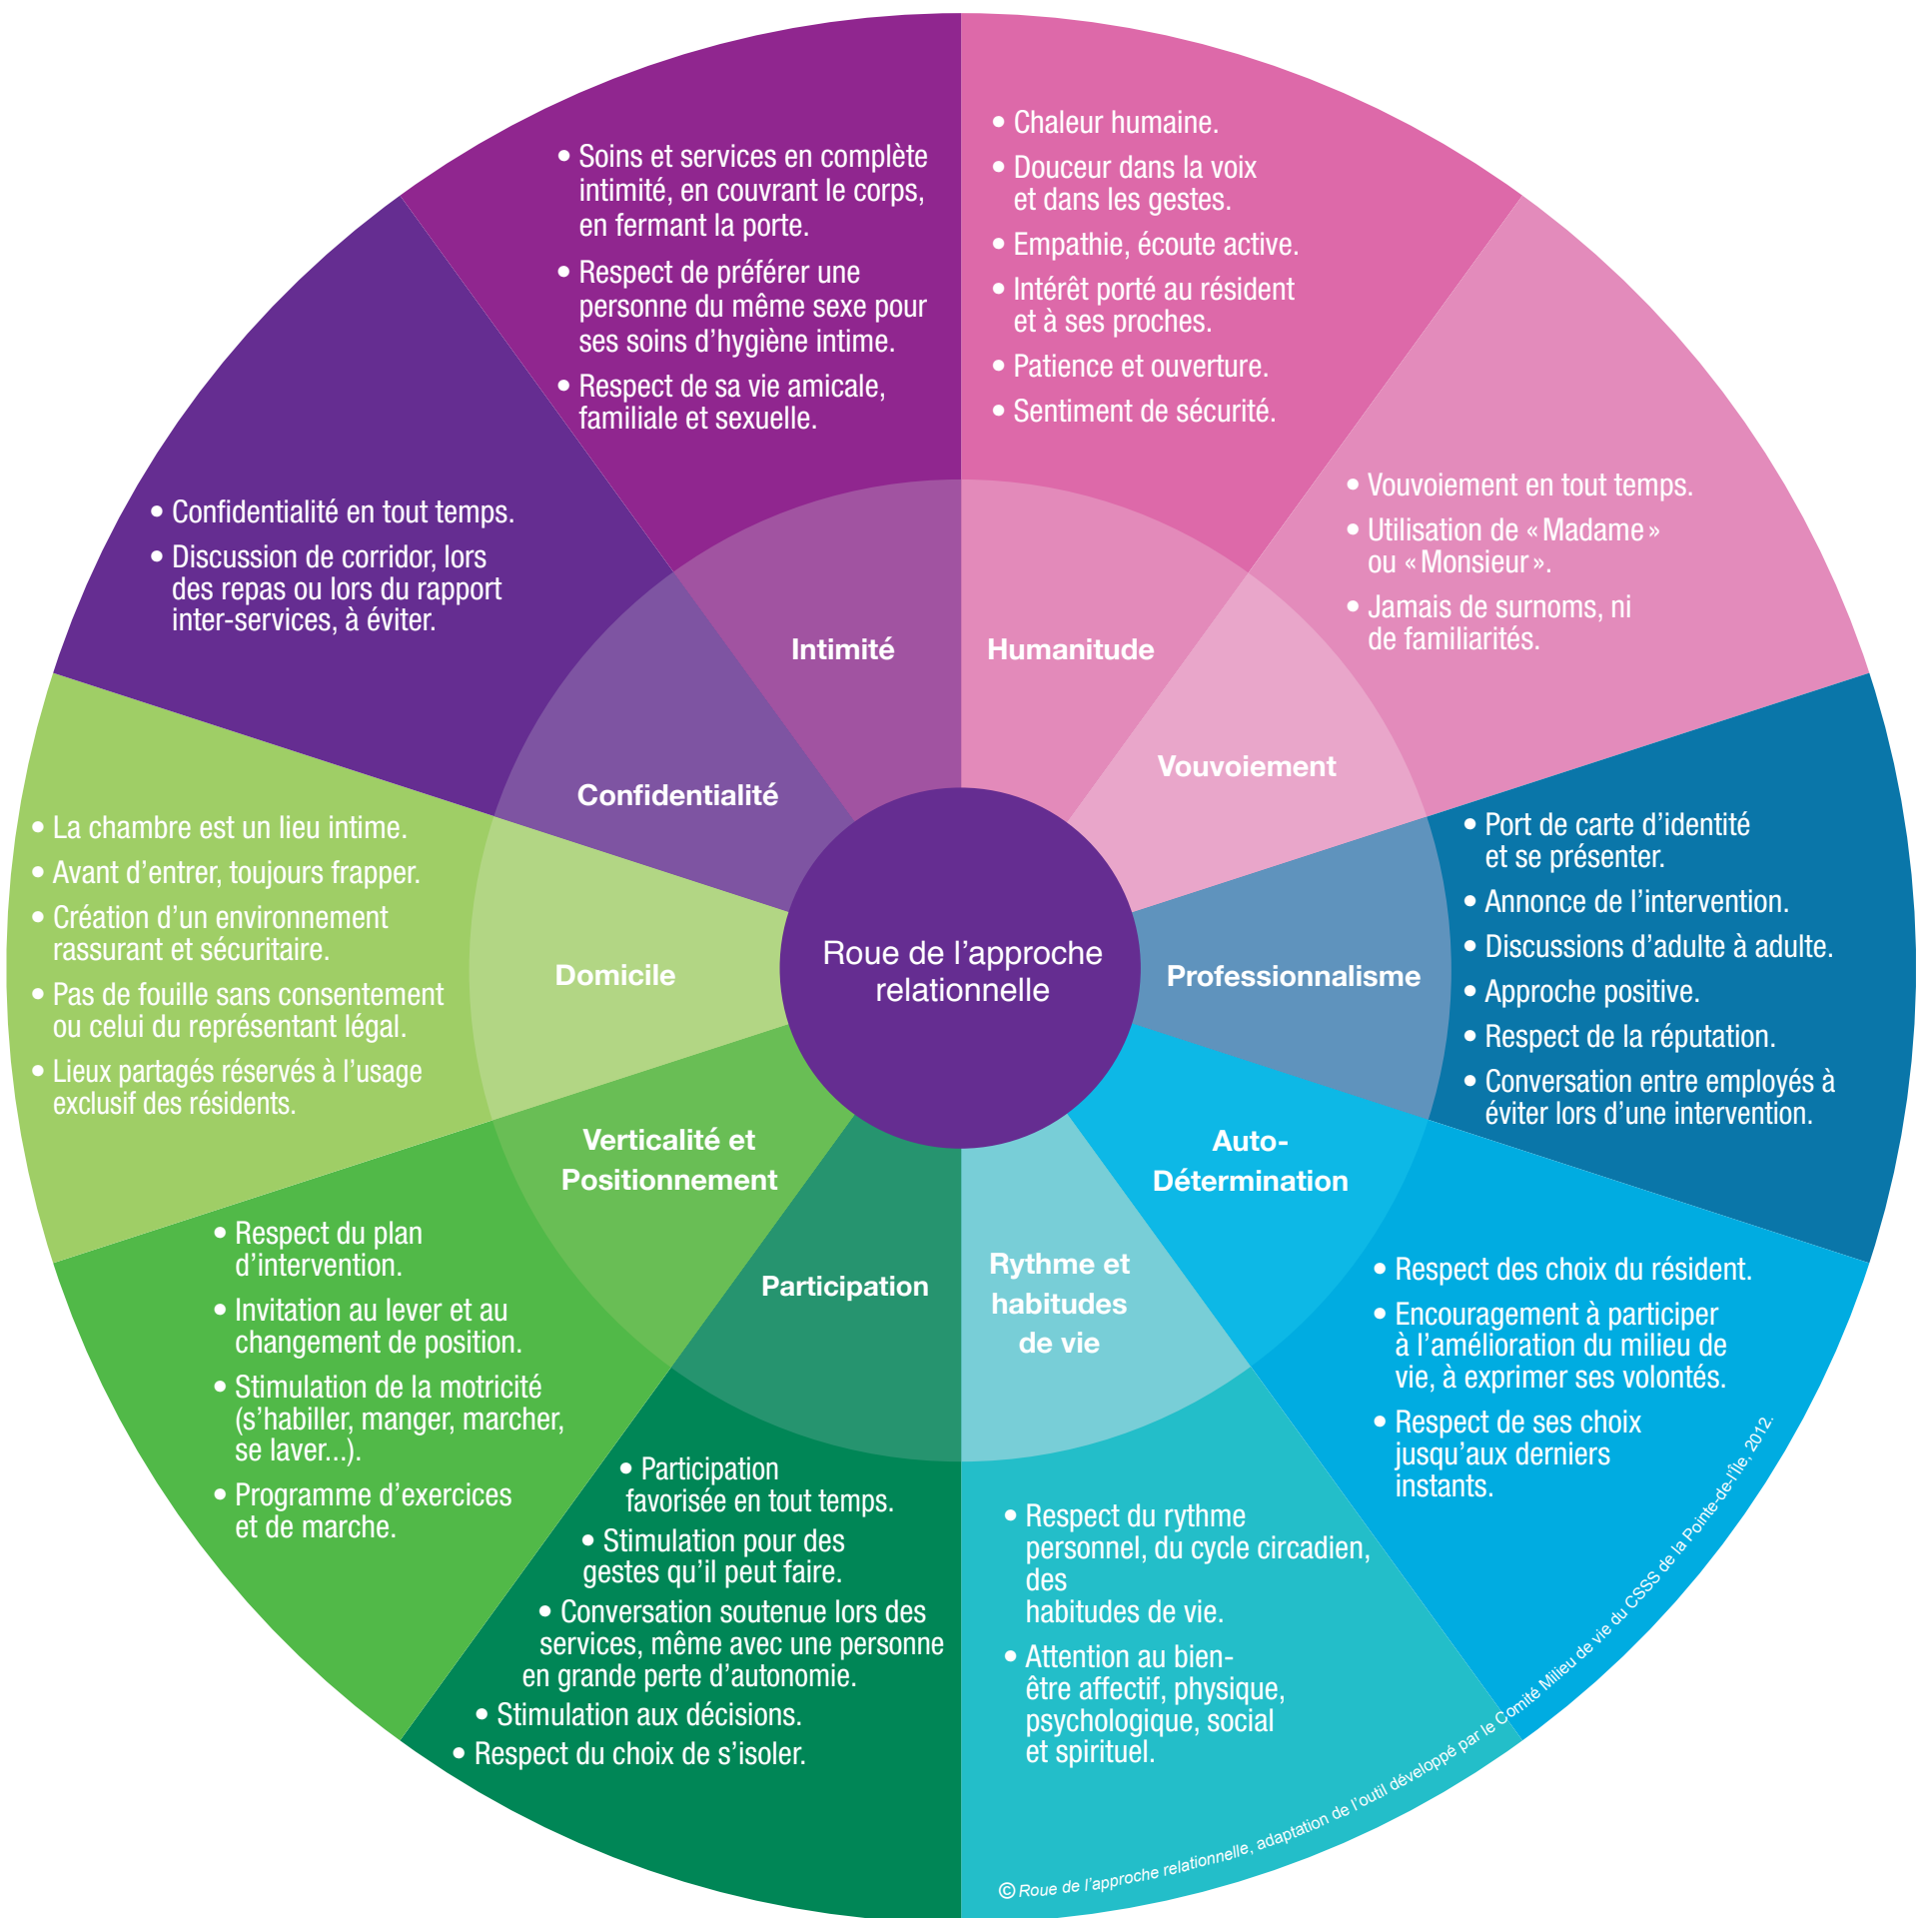 Roue de l’approche
relationnelle
Humanitude
• Chaleur humaine.
• Douceur dans la voix
et dans les gestes.
• Empathie, écoute active.
• Intérêt porté au résident
et à ses proches.
• Patience et ouverture.
• Sentiment de sécurité.
Vouvoiement
• Vouvoiement en tout temps.
• Utilisation de « Madame »
ou « Monsieur ».
• Jamais de surnoms, ni
de familiarités.
Professionnalisme
• Port de carte d’identité
et se présenter.
• Annonce de l’intervention.
• Discussions d’adulte à adulte.
• Approche positive.
• Respect de la réputation.
• Conversation entre employés à
éviter lors d’une intervention.
Auto-
Détermination
• Respect des choix du résident.
• Encouragement à participer
à l’amélioration du milieu de
vie, à exprimer ses volontés.
• Respect de ses choix
jusqu’aux derniers
instants.
Rythme et
habitudes
de vie
• Respect du rythme
personnel, du cycle circadien,
des
habitudes de vie.
• Attention au bien-
être affectif, physique,
psychologique, social
et spirituel.
Participation
• Participation
favorisée en tout temps.
• Stimulation pour des
gestes qu’il peut faire.
• Conversation soutenue lors des
services, même avec une personne
en grande perte d’autonomie.
• Stimulation aux décisions.
• Respect du choix de s’isoler.
Verticalité et
Positionnement
• Respect du plan
d’intervention.
• Invitation au lever et au
changement de position.
• Stimulation de la motricité
(s’habiller, manger, marcher,
se laver...).
• Programme d’exercices
et de marche.
Domicile
• La chambre est un lieu intime.
• Avant d’entrer, toujours frapper.
• Création d’un environnement
rassurant et sécuritaire.
• Pas de fouille sans consentement
ou celui du représentant légal.
• Lieux partagés réservés à l’usage
exclusif des résidents.
Confidentialité
• Confidentialité en tout temps.
• Discussion de corridor, lors
des repas ou lors du rapport
inter-services, à éviter.
Intimité
• Soins et services en complète
intimité, en couvrant le corps,
en fermant la porte.
• Respect de préférer une
personne du même sexe pour
ses soins d’hygiène intime.
• Respect de sa vie amicale,
familiale et sexuelle.
© Roue de l’approche relationnelle, adaptation de l’outil développé par le Comité Milieu de vie du CSSS de la Pointe-de-l’Île, 2012.